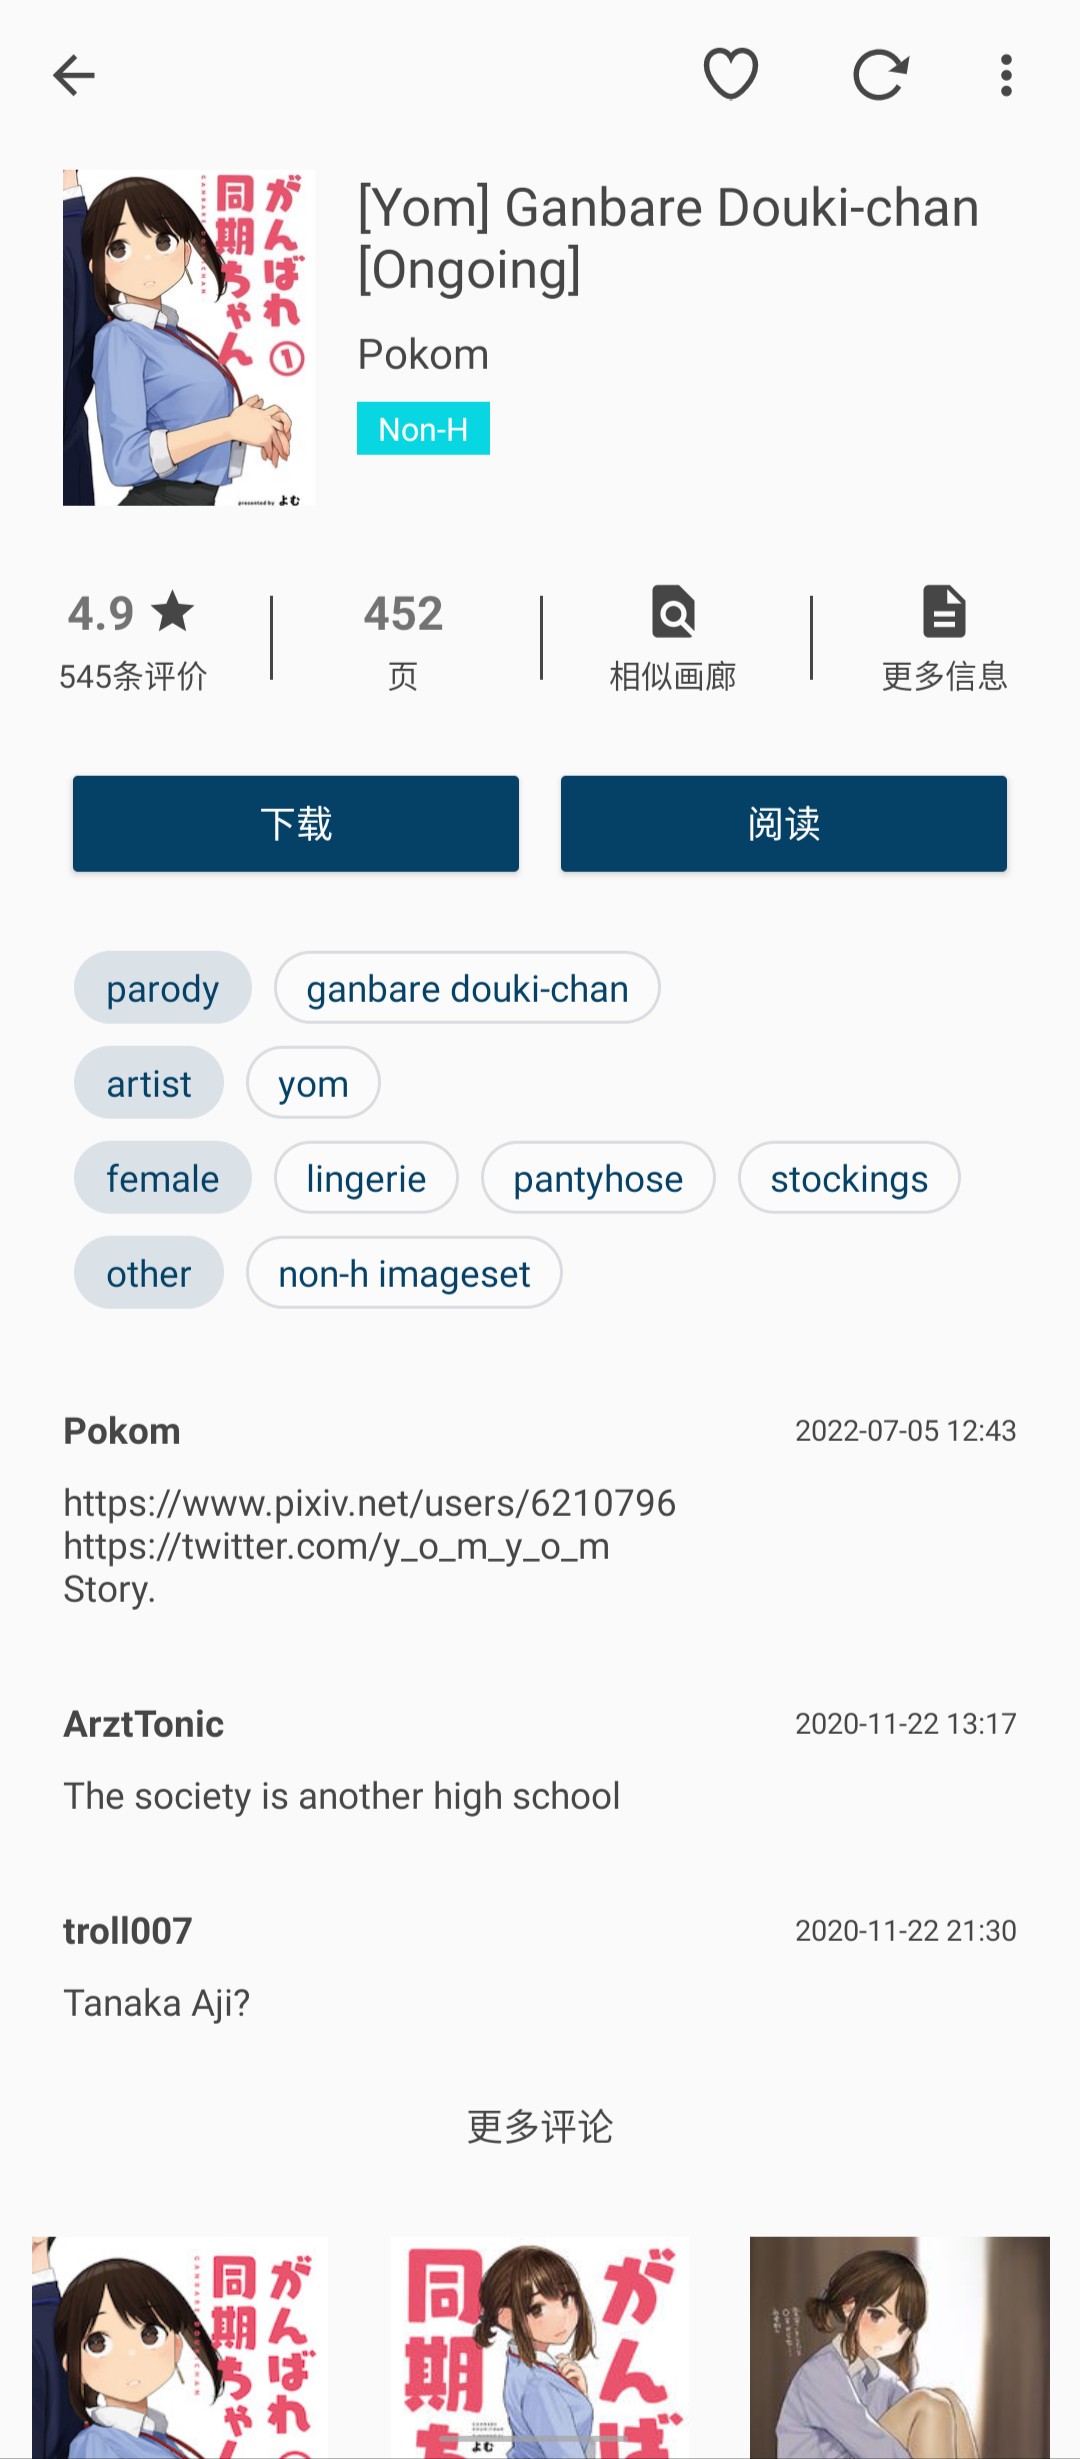 がんばれ
同期ちゃん
①
GANBARE DOUKI-CHAN
presented by よむ
[Yom] Ganbare Douki-chan
[Ongoing]
Pokom
Non-H
4.9 ★
545条评价
452
页
相似画廊
更多信息
下载
阅读
parody
ganbare douki-chan
artist
yom
female
lingerie
pantyhose
stockings
other
non-h imageset
Pokom
2022-07-05 12:43
https://www.pixiv.net/users/6210796
https://twitter.com/y_o_m_y_o_m
Story.
ArztTonic
2020-11-22 13:17
The society is another high school
troll007
2020-11-22 21:30
Tanaka Aji?
更多评论
がんばれ
同期ちゃ
がんば
同期
よむ